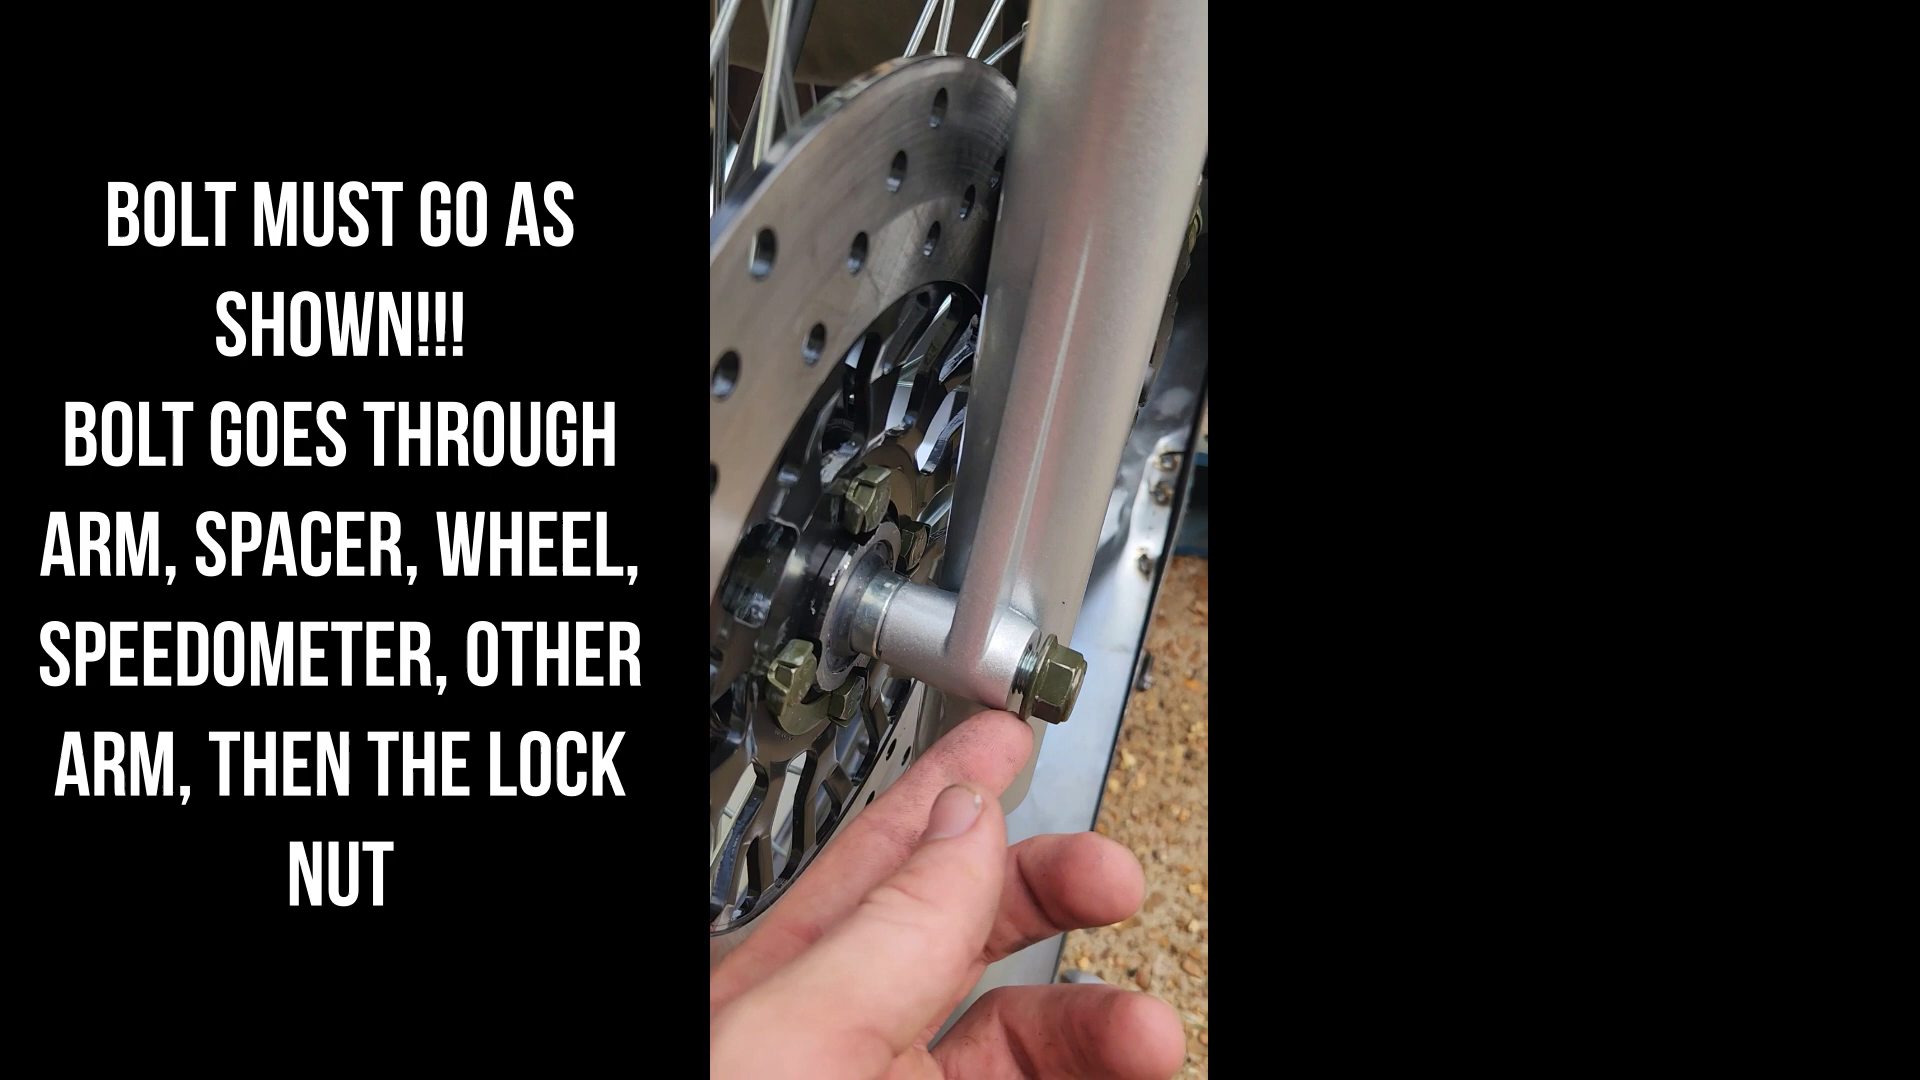 BOLT MUST GO AS
SHOWN!!!
BOLT GOES THROUGH
ARM, SPACER, WHEEL,
SPEEDOMETER, OTHER
ARM, THEN THE LOCK
NUT